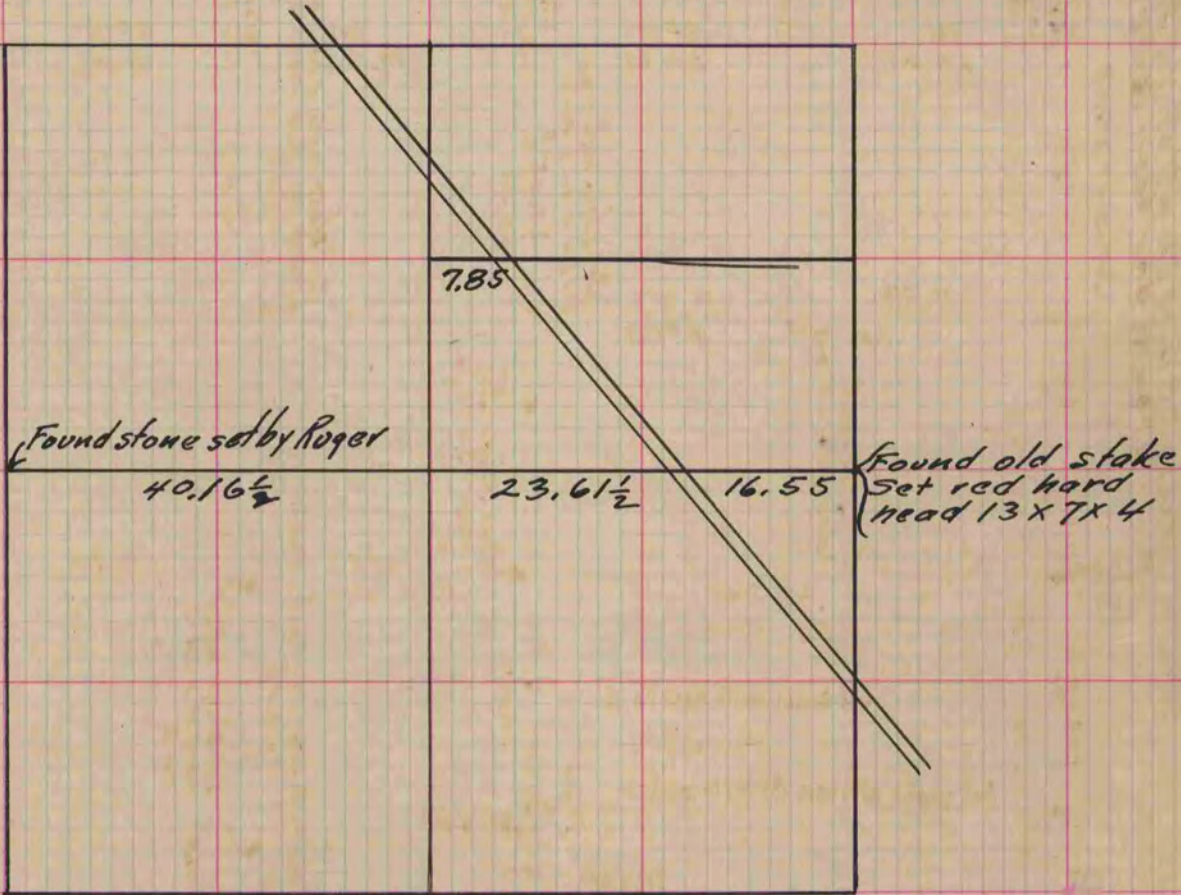 7.85
Found stone set by Ruger
40.16½
23.61½
16.55
Found old stake
Set red hard
head 13 X 7 X 4